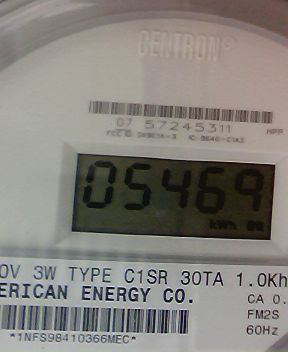 CENTRON®
07 57245311
HPP
05469
kWh
0V 3W TYPE C1SR 30TA 1.0Kh
ERICAN ENERGY CO.
CA 0.
FM2S
60Hz
*1NFS98410366MEC*